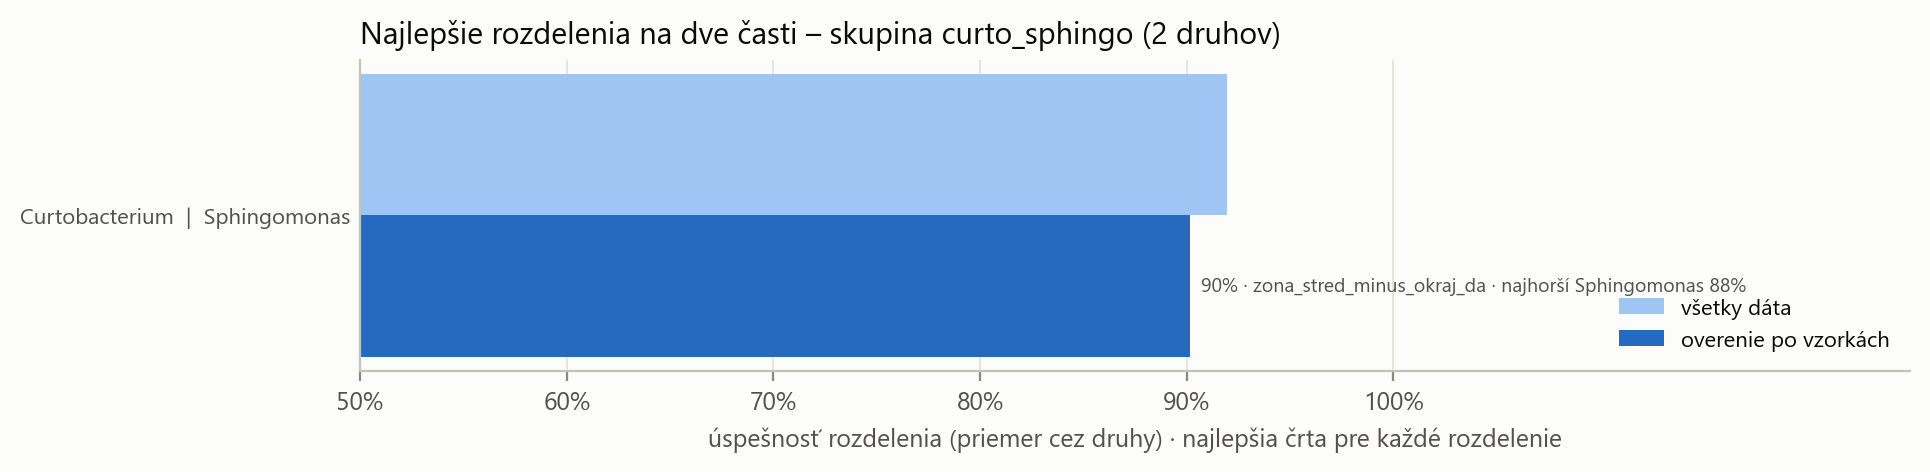 Najlepšie rozdelenia na dve časti – skupina curto_sphingo (2 druhov)
Curtobacterium | Sphingomonas
90% · zona_stred_minus_okraj_da · najhorší Sphingomonas 88%
všetky dáta
overenie po vzorkách
50% 60% 70% 80% 90% 100%
úspešnosť rozdelenia (priemer cez druhy) · najlepšia črta pre každé rozdelenie